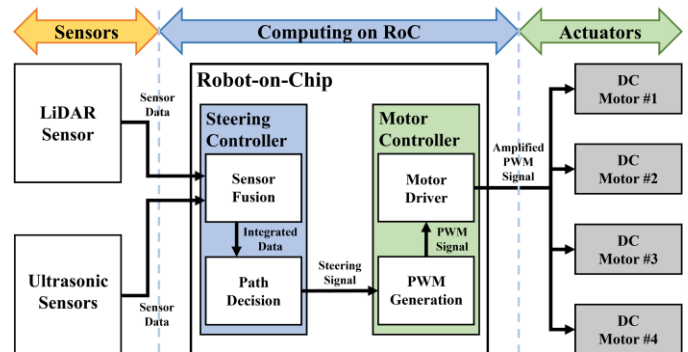 Sensors
Computing on RoC
Actuators
Robot-on-Chip
LiDAR
Sensor
Sensor
Data
Steering
Controller
Sensor
Fusion
Integrated
Data
Path
Decision
Ultrasonic
Sensors
Sensor
Data
Steering
Signal
Motor
Controller
Motor
Driver
PWM
Signal
PWM
Generation
Amplified
PWM
Signal
DC
Motor #1
DC
Motor #2
DC
Motor #3
DC
Motor #4